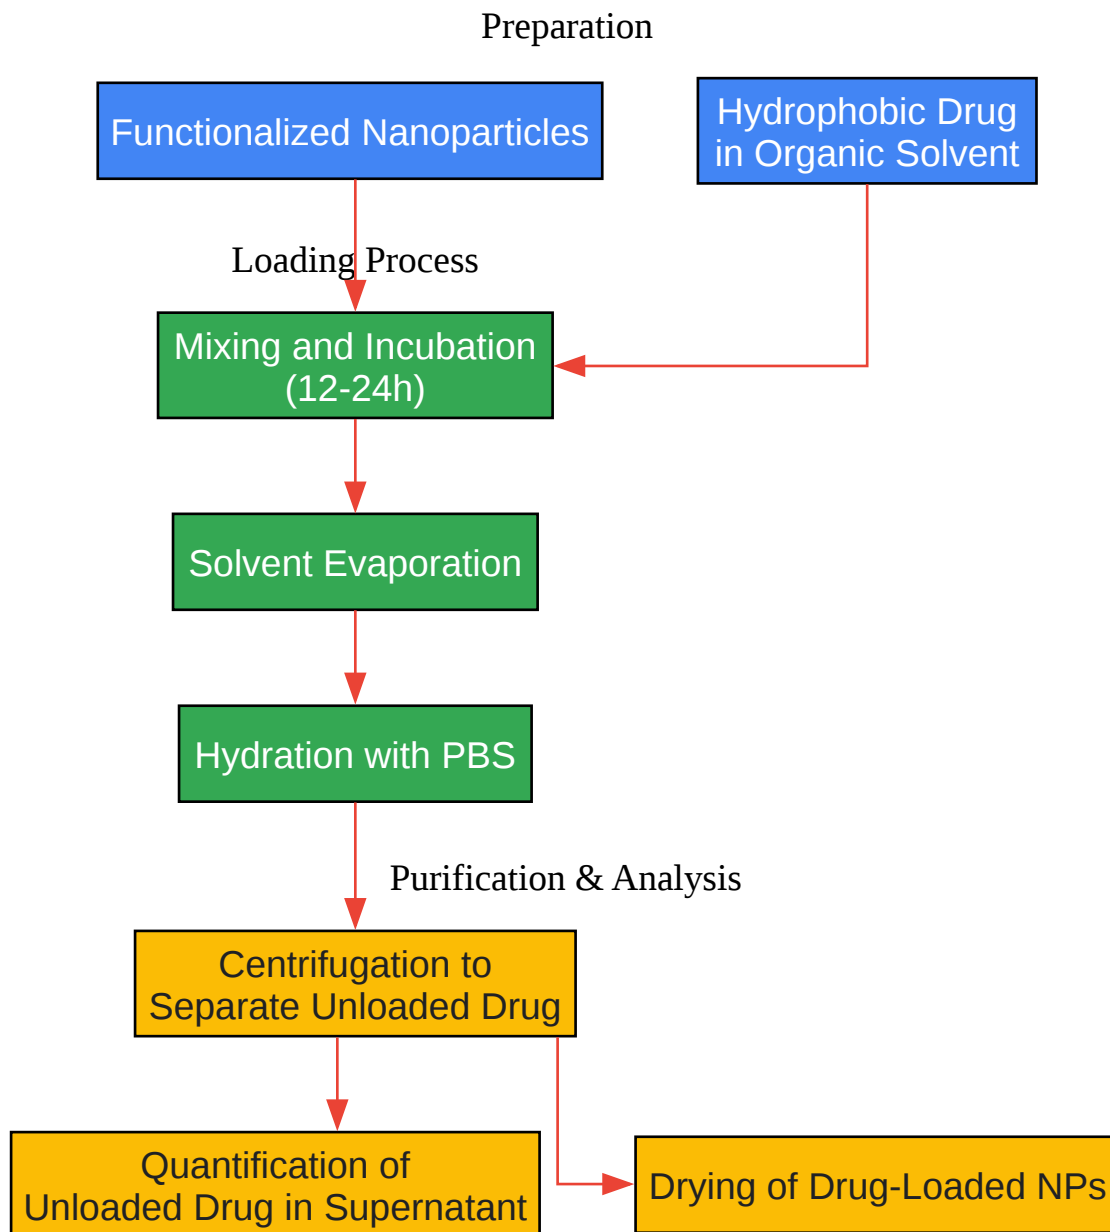 Preparation
Functionalized Nanoparticles
Hydrophobic Drug
in Organic Solvent
Loading Process
Mixing and Incubation
(12-24h)
Solvent Evaporation
Hydration with PBS
Purification & Analysis
Centrifugation to
Separate Unloaded Drug
Quantification of
Unloaded Drug in Supernatant
Drying of Drug-Loaded NPs